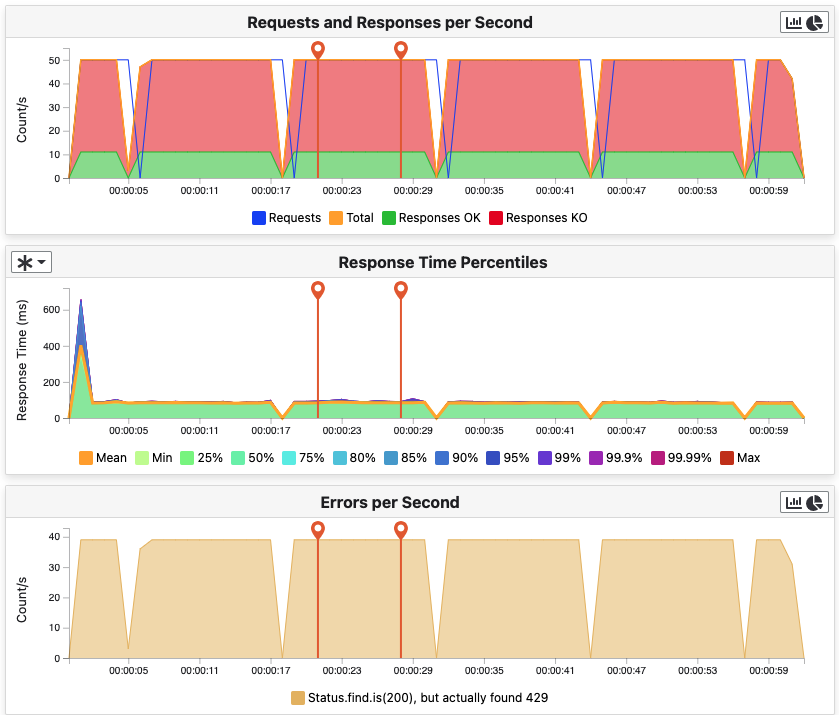 Requests and Responses per Second
Count/s
50
40
30
20
10
0
00:00:05 00:00:11 00:00:17 00:00:23 00:00:29 00:00:35 00:00:41 00:00:47 00:00:53 00:00:59
Requests Total Responses OK Responses KO
Response Time Percentiles
Response Time (ms)
600
400
200
0
00:00:05 00:00:11 00:00:17 00:00:23 00:00:29 00:00:35 00:00:41 00:00:47 00:00:53 00:00:59
Mean Min 25% 50% 75% 80% 85% 90% 95% 99% 99.9% 99.99% Max
Errors per Second
Count/s
40
30
20
10
0
00:00:05 00:00:11 00:00:17 00:00:23 00:00:29 00:00:35 00:00:41 00:00:47 00:00:53 00:00:59
Status.find.is(200), but actually found 429